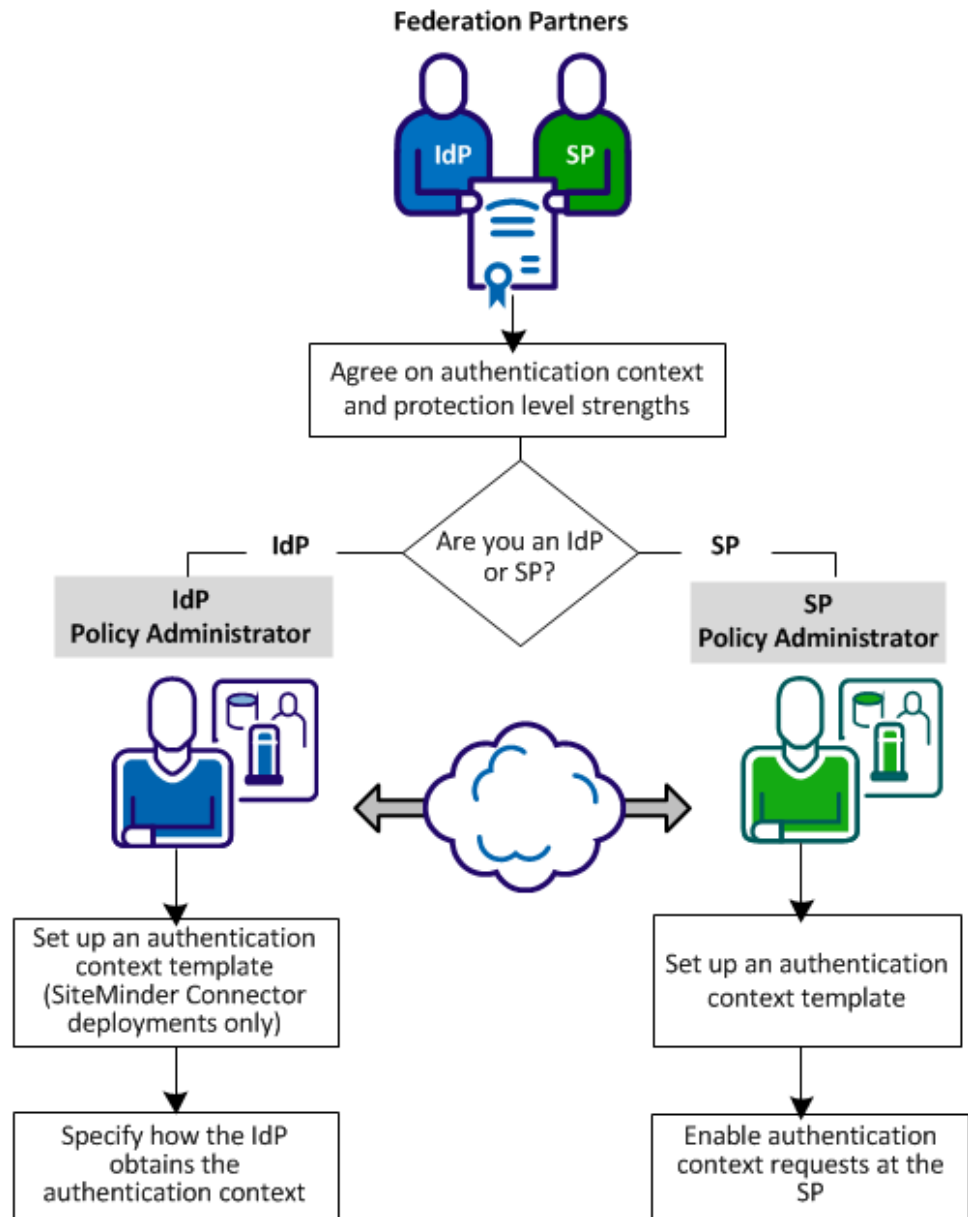 Federation Partners
IdP
SP
Agree on authentication context
and protection level strengths
Are you an IdP
or SP?
IdP
SP
IdP
Policy Administrator
SP
Policy Administrator
Set up an authentication
context template
(SiteMinder Connector
deployments only)
Set up an authentication
context template
Specify how the IdP
obtains the
authentication context
Enable authentication
context requests at the
SP